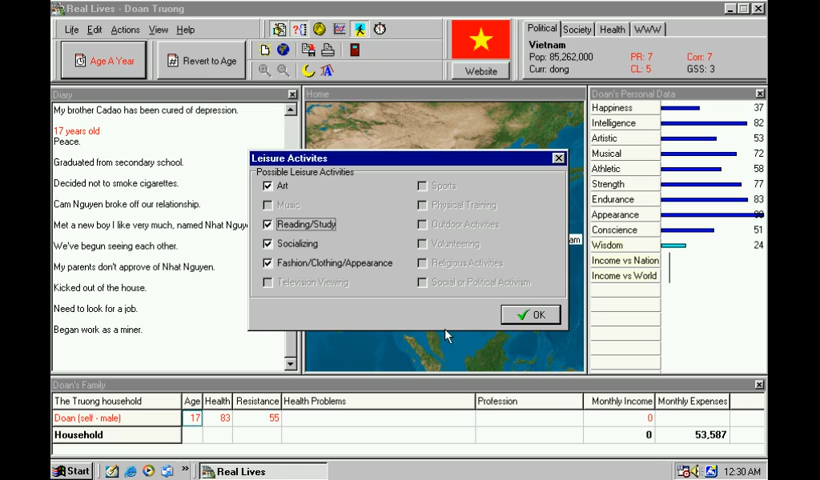 Real Lives - Doan Truong
Life Edit Actions View Help
Age A Year
Revert to Age
Website
Political Society Health WWW
Vietnam
Pop: 85,262,000 PR: 7 Corr: 7
Curr: dong CL: 5 GSS: 3
Diary
My brother Cadao has been cured of depression.
17 years old
Peace.
Graduated from secondary school.
Decided not to smoke cigarettes.
Cam Nguyen broke off our relationship.
Met a new boy I like very much, named Nhat Nguy
We've begun seeing each other.
My parents don't approve of Nhat Nguyen.
Kicked out of the house.
Need to look for a job.
Began work as a miner.
Home
am
Leisure Activites
Possible Leisure Activities
Art
Music
Reading/Study
Socializing
Fashion/Clothing/Appearance
Television Viewing
Sports
Physical Training
Outdoor Activities
Volunteering
Religious Activities
Social or Political Activism
OK
Doan's Personal Data
Happiness 37
Intelligence 82
Artistic 53
Musical 72
Athletic 58
Strength 77
Endurance 83
Appearance
Conscience 51
Wisdom 24
Income vs Nation
Income vs World
Doan's Family
The Truong household Age Health Resistance Health Problems Profession Monthly Income Monthly Expenses
Doan (self - male) 17 83 55 0
Household 0 53,587
Start Real Lives 12:30 AM